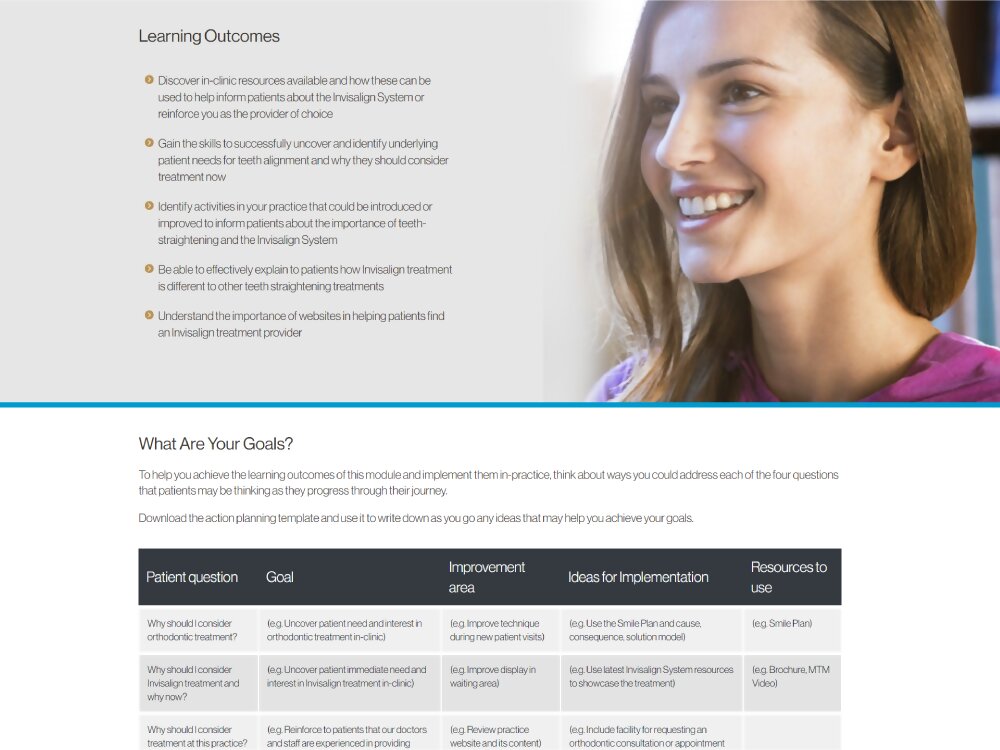 Learning Outcomes
Discover in-clinic resources available and how these can be
used to help inform patients about the Invisalign System or
reinforce you as the provider of choice
Gain the skills to successfully uncover and identify underlying
patient needs for teeth alignment and why they should consider
treatment now
Identify activities in your practice that could be introduced or
improved to inform patients about the importance of teeth-
straightening and the Invisalign System
Be able to effectively explain to patients how Invisalign treatment
is different to other teeth straightening treatments
Understand the importance of websites in helping patients find
an Invisalign treatment provider
What Are Your Goals?
To help you achieve the learning outcomes of this module and implement them in-practice, think about ways you could address each of the four questions
that patients may be thinking as they progress through their journey.
Download the action planning template and use it to write down as you go any ideas that may help you achieve your goals.
Patient question
Goal
Improvement
area
Ideas for Implementation
Resources to
use
Why should I consider
orthodontic treatment?
(e.g. Uncover patient need and interest in
orthodontic treatment in-clinic)
(e.g. Improve technique
during new patient visits)
(e.g. Use the Smile Plan and cause,
consequence, solution model)
(e.g. Smile Plan)
Why should I consider
Invisalign treatment and
why now?
(e.g. Uncover patient immediate need and
interest in Invisalign treatment in-clinic)
(e.g. Improve display in
waiting area)
(e.g. Use latest Invisalign System resources
to showcase the treatment)
(e.g. Brochure, MTM
Video)
Why should I consider
treatment at this practice?
(e.g. Reinforce to patients that our doctors
and staff are experienced in providing
(e.g. Review practice
website and its content)
(e.g. Include facility for requesting an
orthodontic consultation or appointment